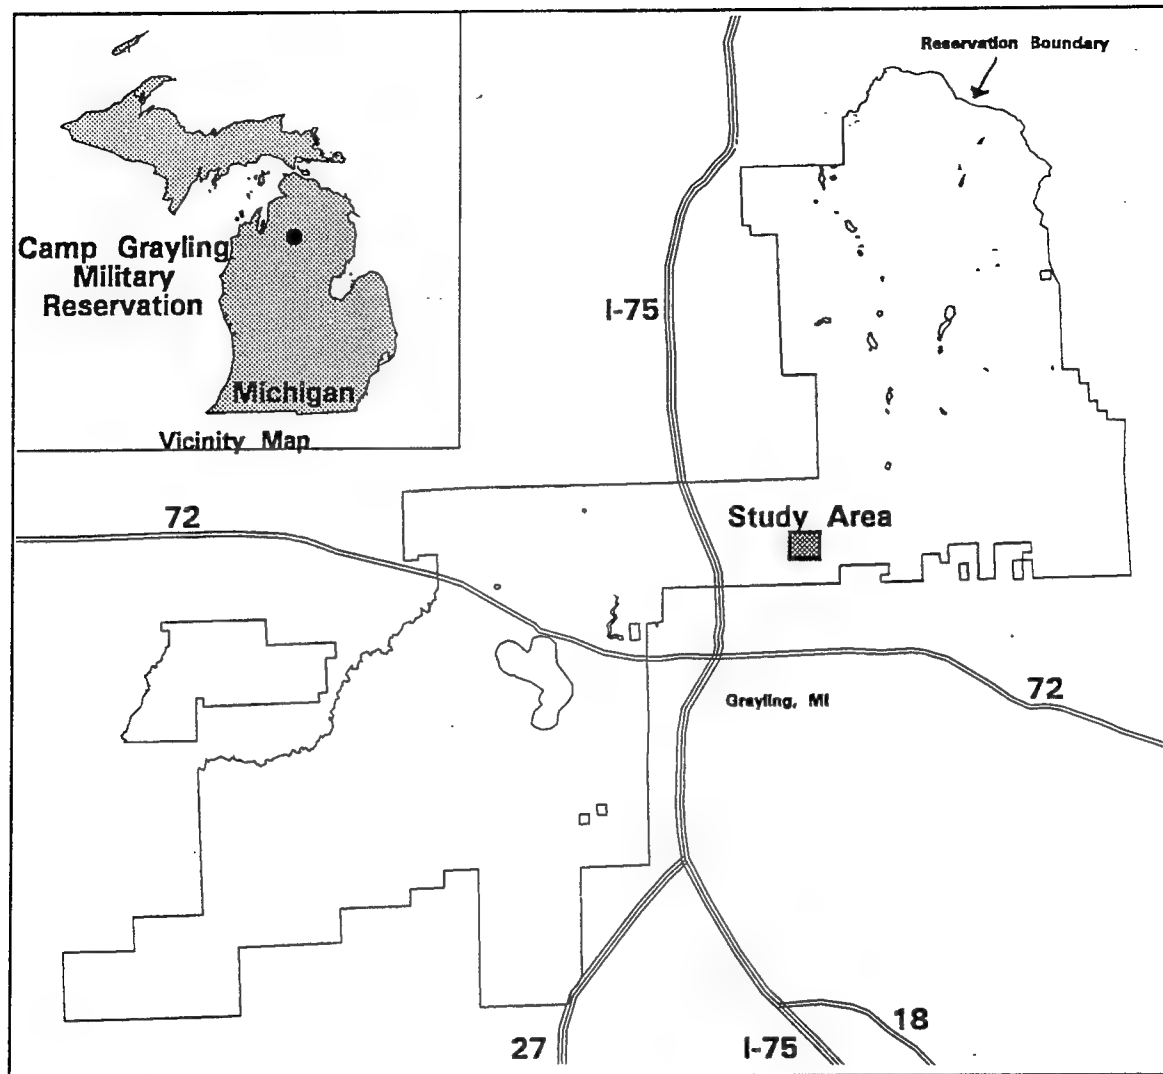 Reservation Boundary
Camp Grayling
Military
Reservation
Michigan
Vicinity Map
I-75
72
Study Area
72
Grayling, MI
27
I-75
18